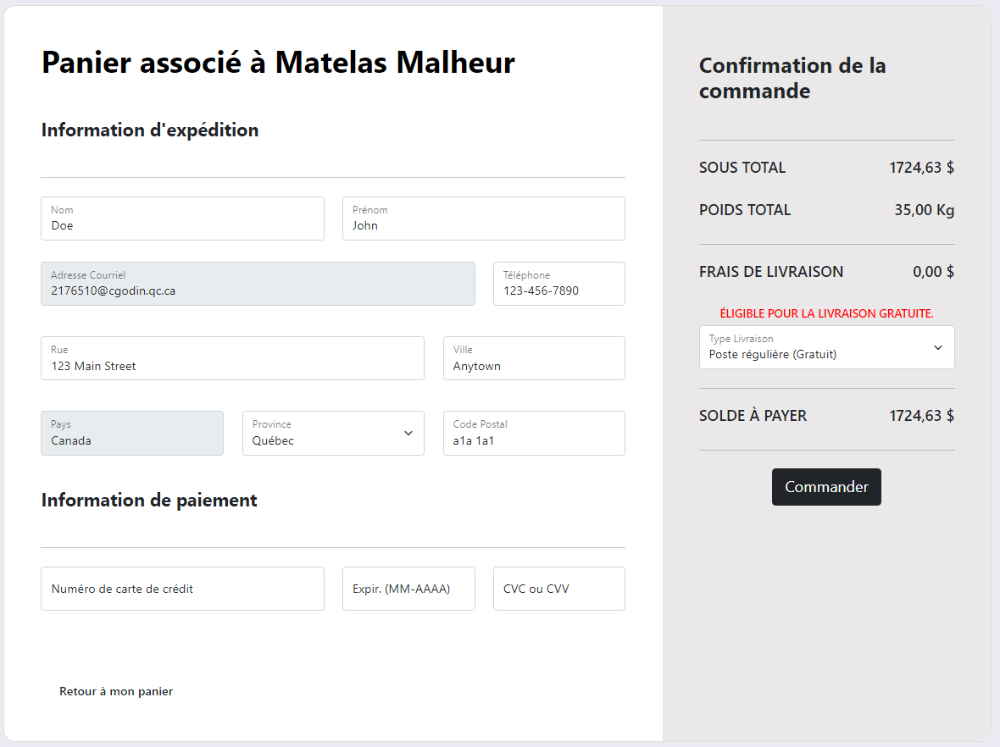 Panier associé à Matelas Malheur
Information d'expédition
Nom
Doe
Prénom
John
Adresse Courriel
2176510@cgodin.qc.ca
Téléphone
123-456-7890
Rue
123 Main Street
Ville
Anytown
Pays
Canada
Province
Québec
Code Postal
a1a 1a1
Information de paiement
Numéro de carte de crédit
Expir. (MM-AAAA)
CVC ou CVV
Retour à mon panier
Confirmation de la
commande
SOUS TOTAL 1724,63 $
POIDS TOTAL 35,00 Kg
FRAIS DE LIVRAISON 0,00 $
ÉLIGIBLE POUR LA LIVRAISON GRATUITE.
Type Livraison
Poste régulière (Gratuit)
SOLDE À PAYER 1724,63 $
Commander